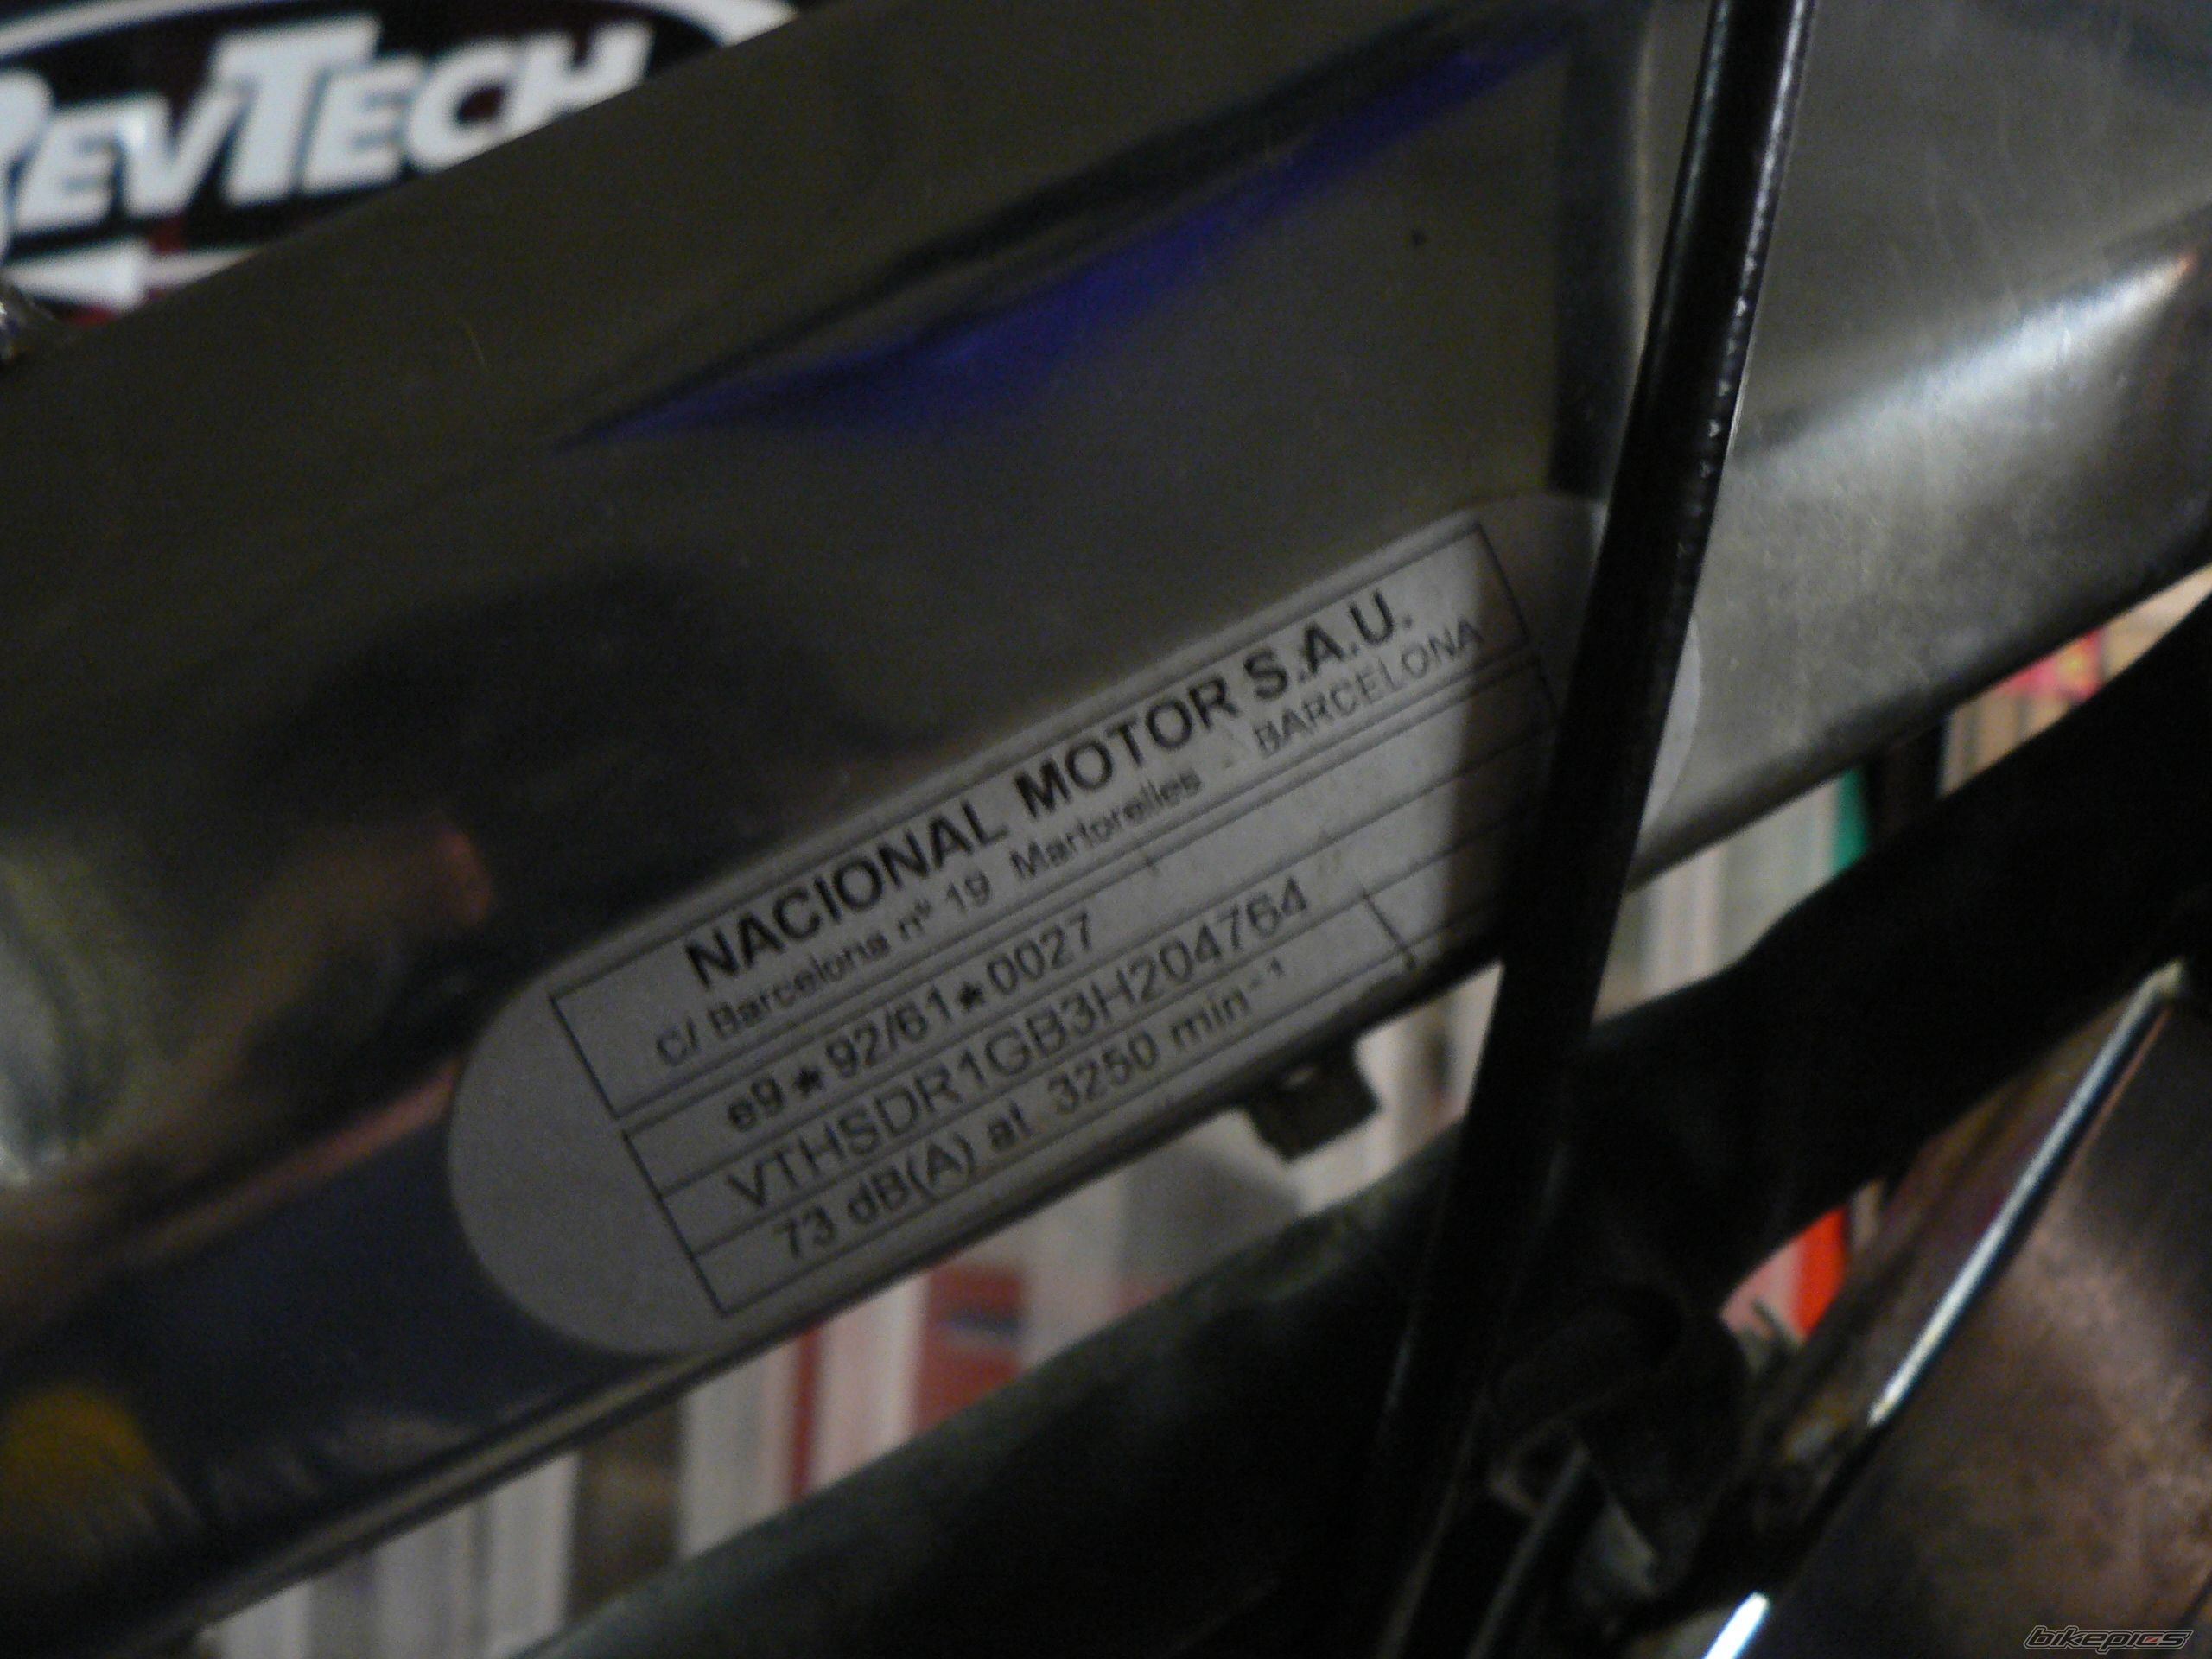 REVTECH
NACIONAL MOTOR S.A.U.
c/ Barcelona nº 19 Martorelles - BARCELONA
e9*92/61*0027
VTHSDR1GB3H204764
73 dB(A) at 3250 min⁻¹
bikepics